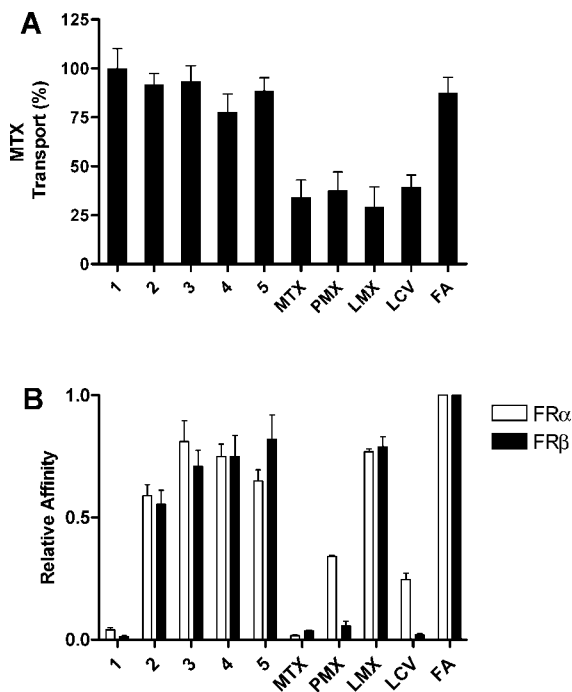 A
MTX
Transport (%)
125
100
75
50
25
0
1 2 3 4 5 MTX PMX LMX LCV FA
B
Relative Affinity
1.0
0.5
0.0
1 2 3 4 5 MTX PMX LMX LCV FA
FRα
FRβ